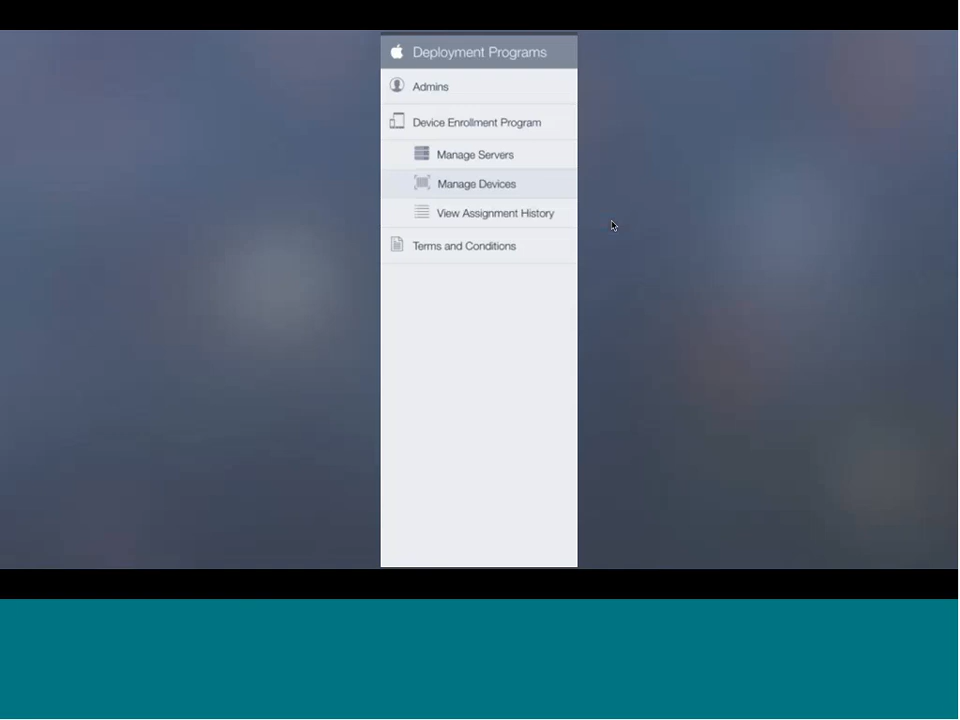 Deployment Programs
Admins
Device Enrollment Program
Manage Servers
Manage Devices
View Assignment History
Terms and Conditions